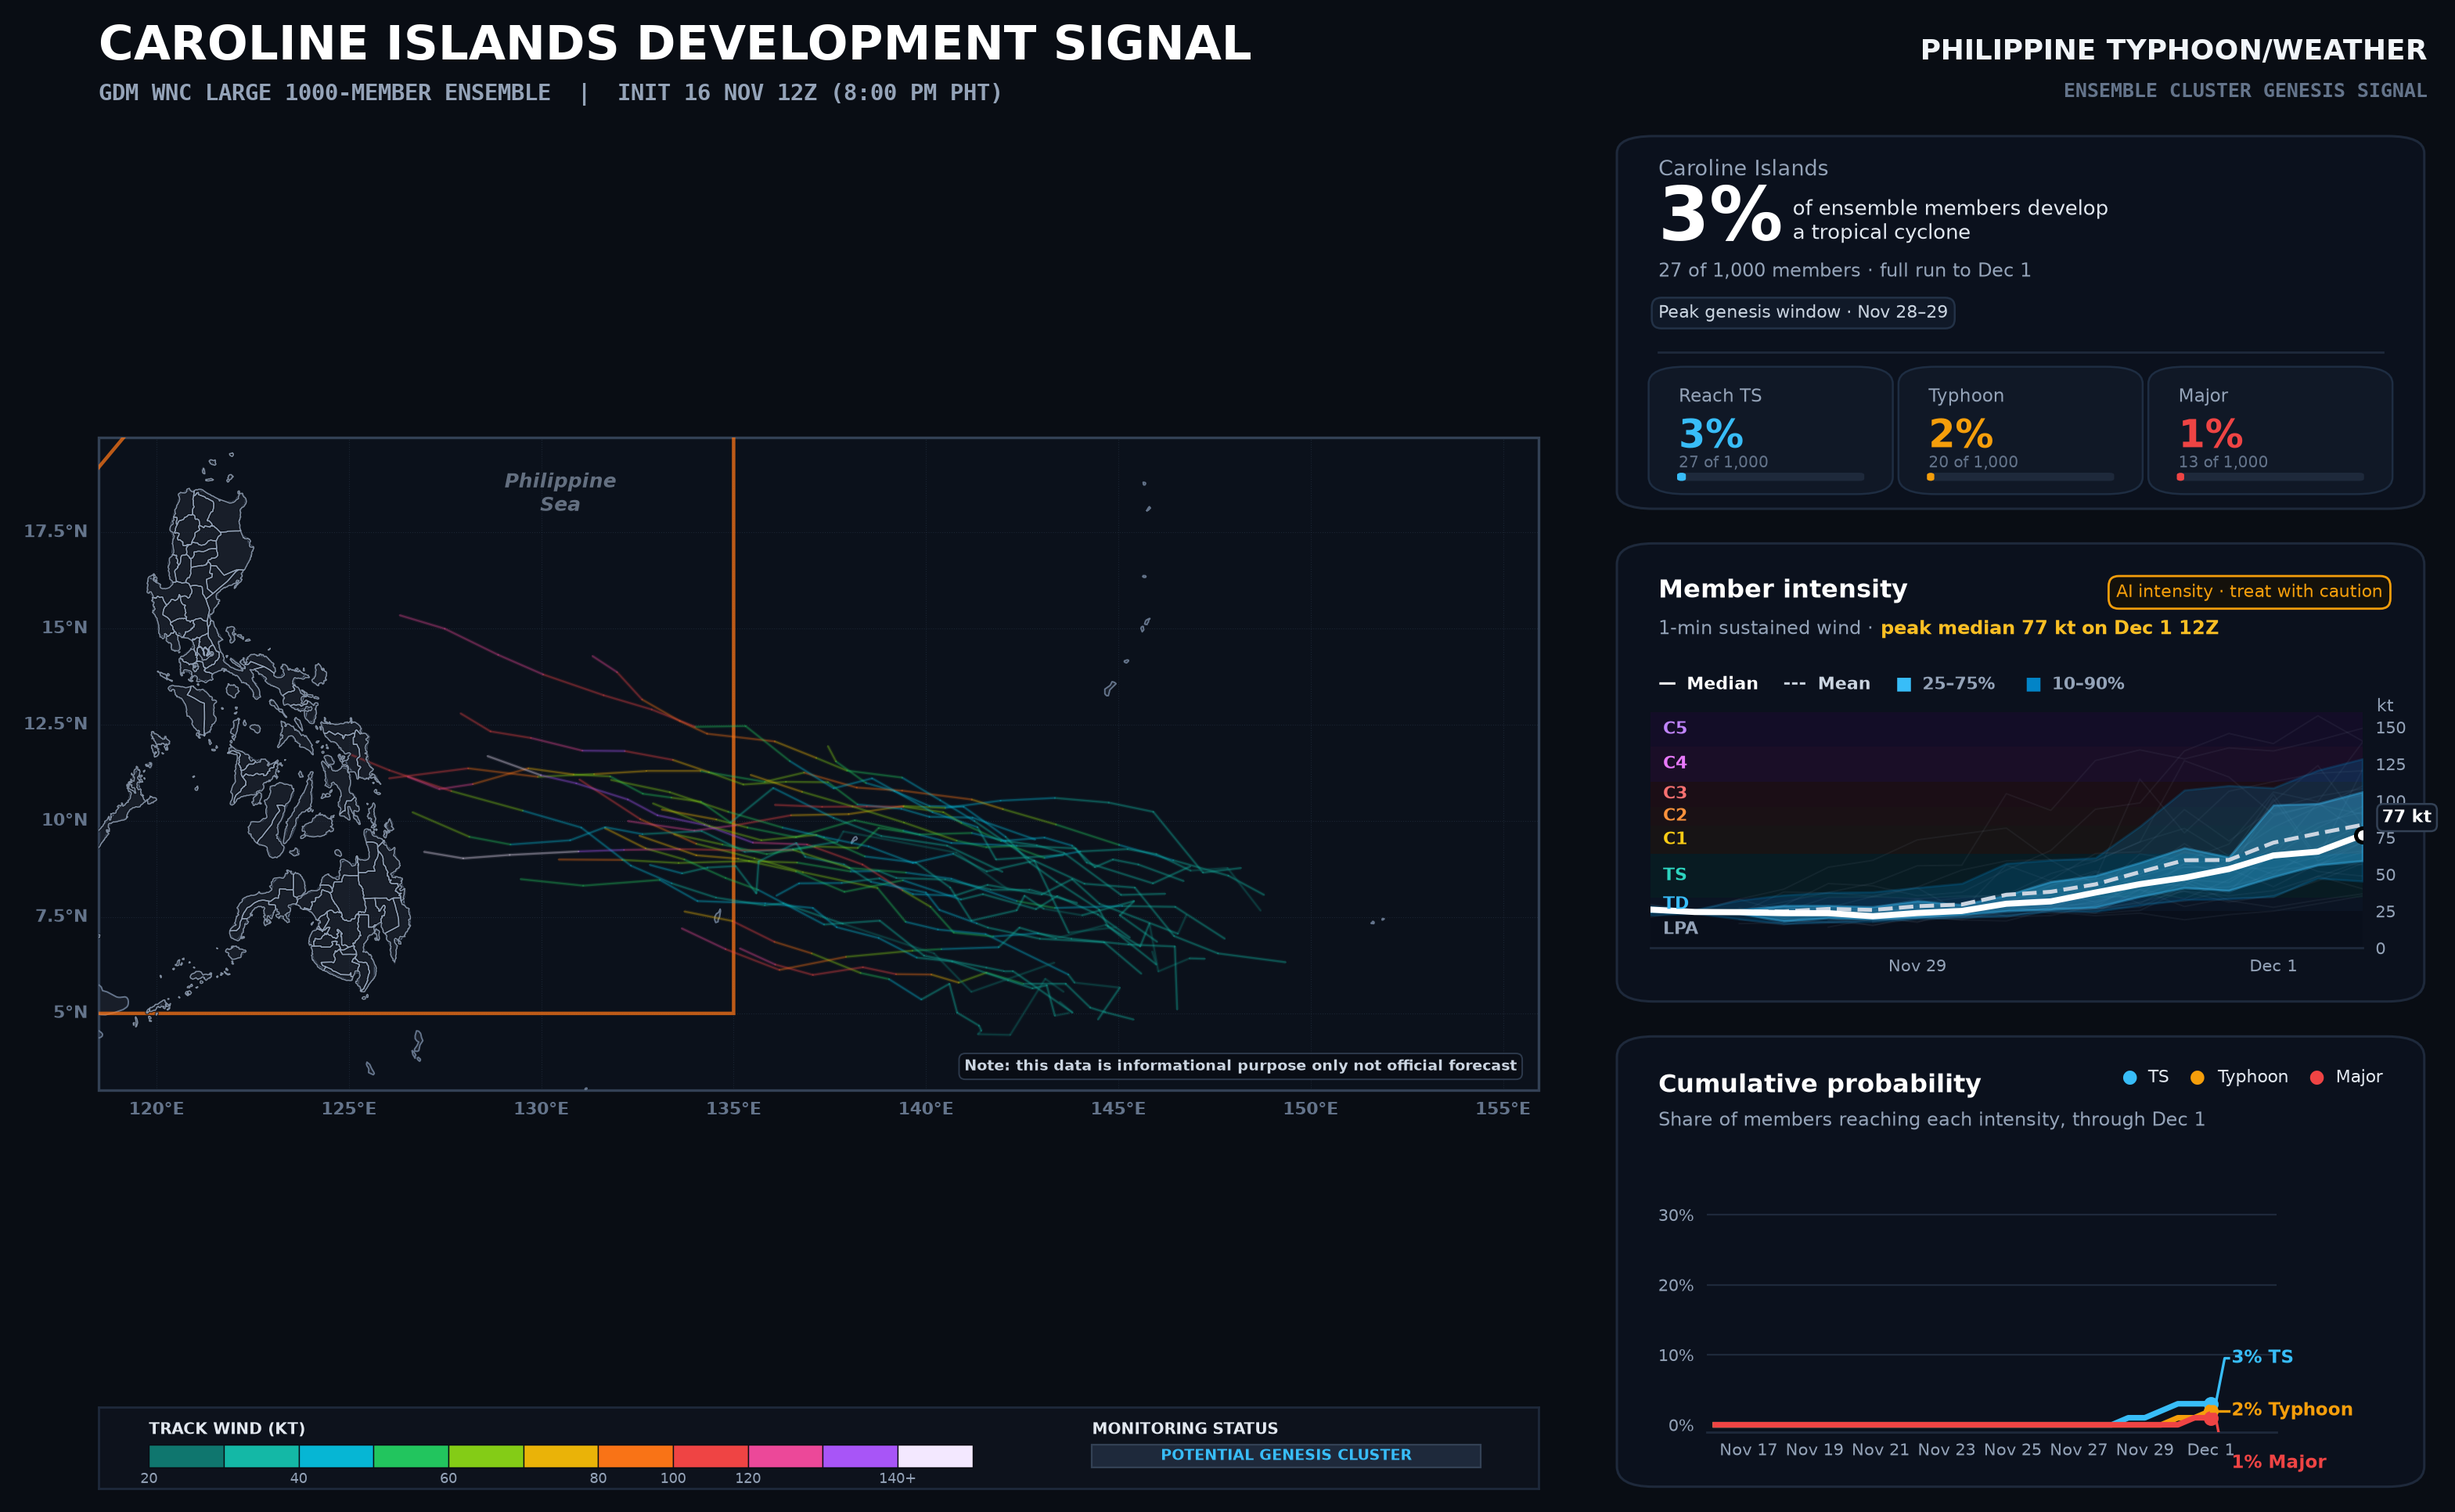 CAROLINE ISLANDS DEVELOPMENT SIGNAL
GDM WNC LARGE 1000-MEMBER ENSEMBLE | INIT 16 NOV 12Z (8:00 PM PHT)
PHILIPPINE TYPHOON/WEATHER
ENSEMBLE CLUSTER GENESIS SIGNAL
Philippine
Sea
17.5°N
15°N
12.5°N
10°N
7.5°N
5°N
120°E 125°E 130°E 135°E 140°E 145°E 150°E 155°E
Note: this data is informational purpose only not official forecast
TRACK WIND (KT)
20 40 60 80 100 120 140+
MONITORING STATUS
POTENTIAL GENESIS CLUSTER
Caroline Islands
3% of ensemble members develop
a tropical cyclone
27 of 1,000 members · full run to Dec 1
Peak genesis window · Nov 28–29
Reach TS
3%
27 of 1,000
Typhoon
2%
20 of 1,000
Major
1%
13 of 1,000
Member intensity
AI intensity · treat with caution
1-min sustained wind · peak median 77 kt on Dec 1 12Z
Median Mean 25–75% 10–90%
kt
C5
C4
C3
C2
C1
TS
TD
LPA
150
125
100
77 kt
75
50
25
0
Nov 29 Dec 1
Cumulative probability
TS Typhoon Major
Share of members reaching each intensity, through Dec 1
30%
20%
10%
0%
3% TS
2% Typhoon
1% Major
Nov 17 Nov 19 Nov 21 Nov 23 Nov 25 Nov 27 Nov 29 Dec 1